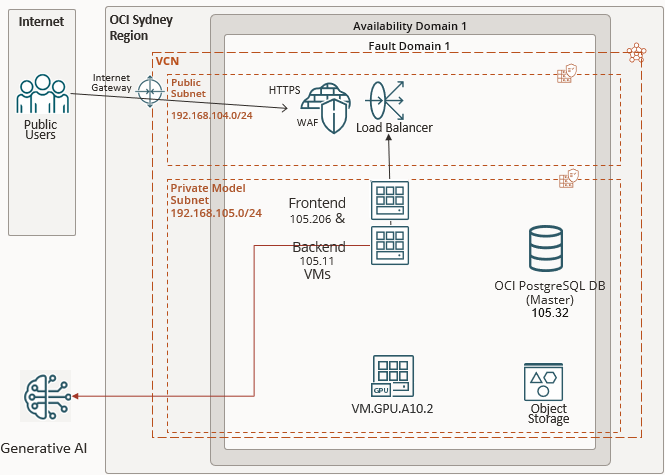 Internet
OCI Sydney
Region
Availability Domain 1
Fault Domain 1
VCN
Internet
Gateway
Public
Subnet
192.168.104.0/24
Public
Users
HTTPS
WAF
Load Balancer
Private Model
Subnet
192.168.105.0/24
Frontend
105.206 &
Backend
105.11
VMs
OCI PostgreSQL DB
(Master)
105.32
GPU
VM.GPU.A10.2
Object
Storage
Generative AI